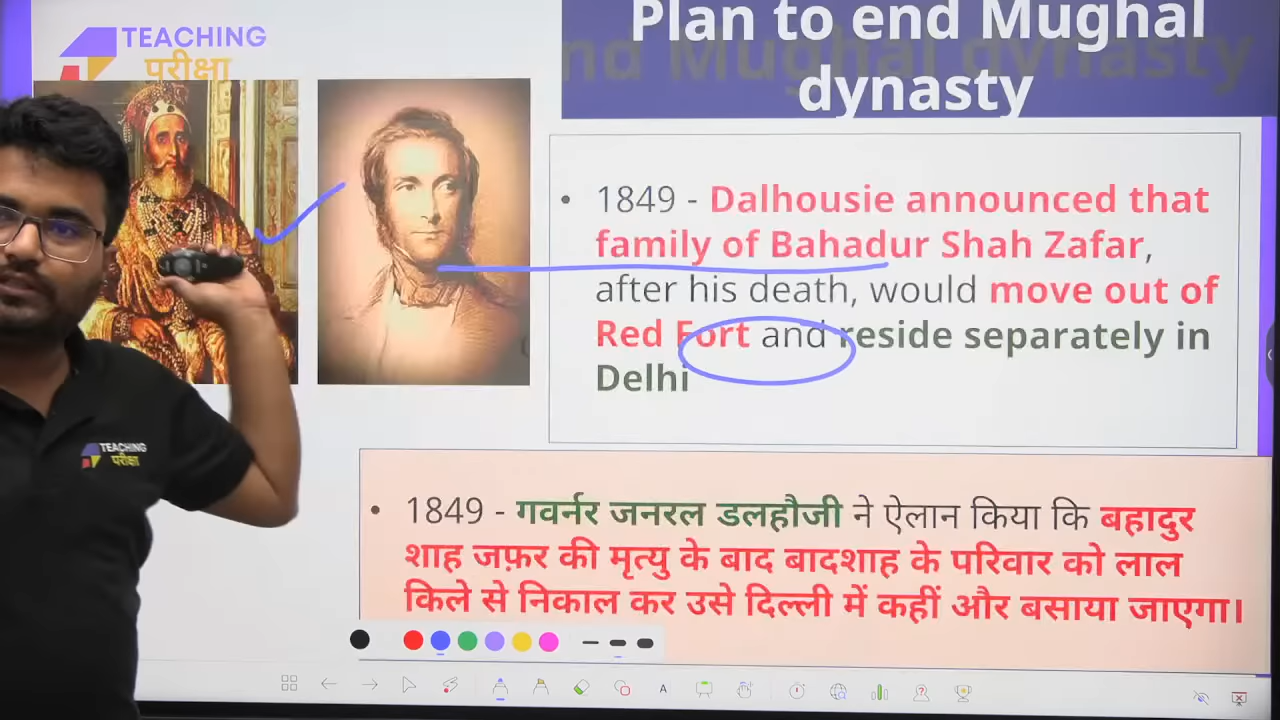 TEACHING
परीक्षा
Plan to end Mughal
dynasty
• 1849 - Dalhousie announced that
family of Bahadur Shah Zafar,
after his death, would move out of
Red Fort and reside separately in
Delhi
TEACHING
परीक्षा
• 1849 - गवर्नर जनरल डलहौजी ने ऐलान किया कि बहादुर
शाह जफ़र की मृत्यु के बाद बादशाह के परिवार को लाल
किले से निकाल कर उसे दिल्ली में कहीं और बसाया जाएगा।
A